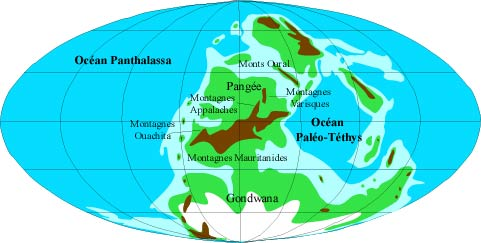 Océan Panthalassa
Monts Oural
Pangée
Montagnes
Appalaches
Montagnes
Varisques
Montagnes
Ouachita
Océan
Paléo-Téthys
Montagnes Mauritanides
Gondwana